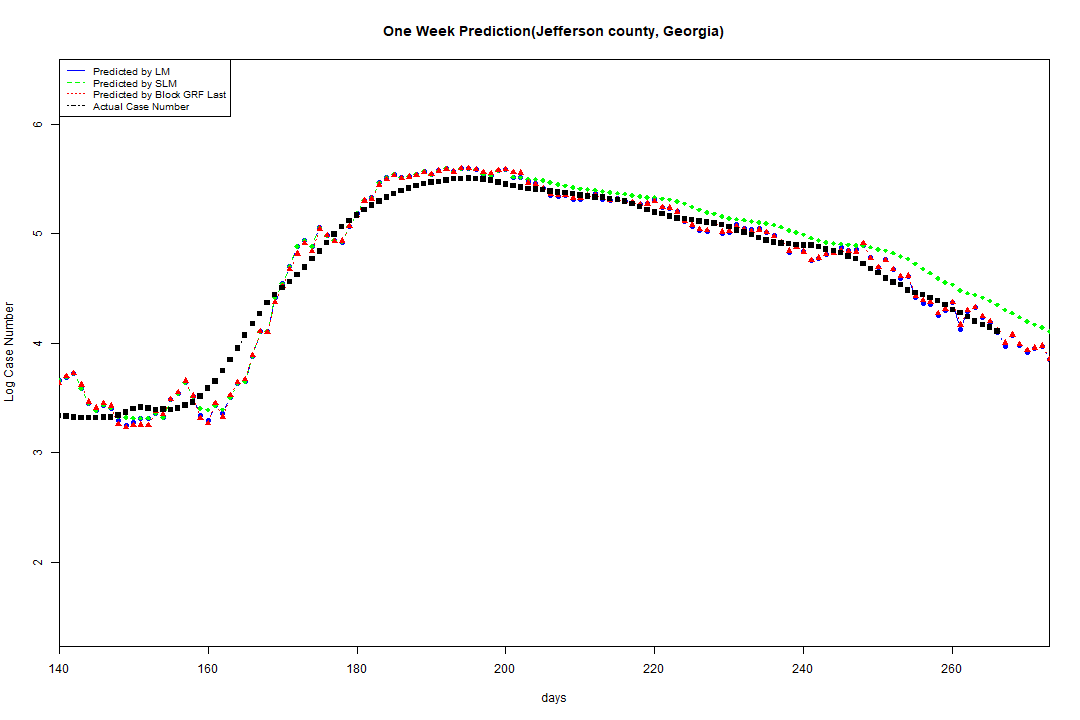 One Week Prediction(Jefferson county, Georgia)
Predicted by LM
Predicted by SLM
Predicted by Block GRF Last
Actual Case Number
6
5
4
3
2
Log Case Number
140 160 180 200 220 240 260
days